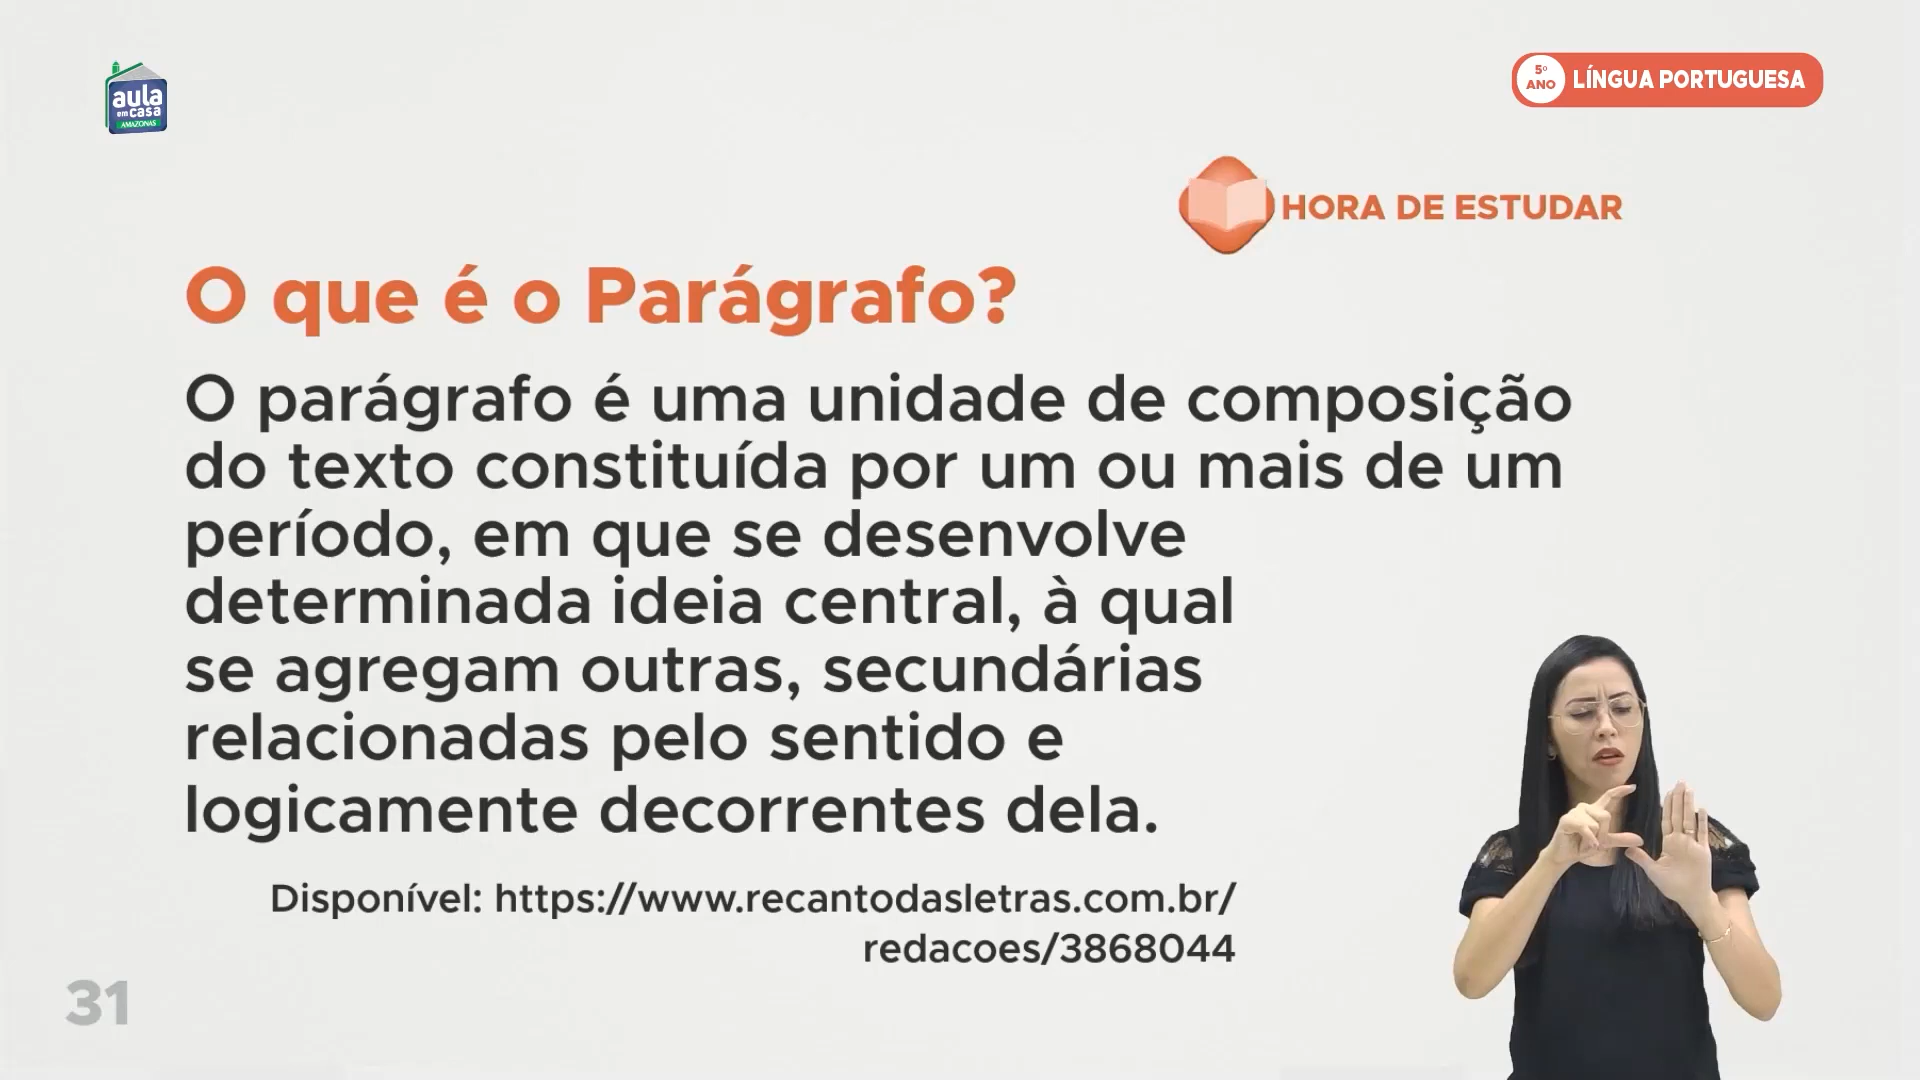 aula
em casa
AMAZONAS
5º
ANO
LÍNGUA PORTUGUESA
HORA DE ESTUDAR
O que é o Parágrafo?
O parágrafo é uma unidade de composição
do texto constituída por um ou mais de um
período, em que se desenvolve
determinada ideia central, à qual
se agregam outras, secundárias
relacionadas pelo sentido e
logicamente decorrentes dela.
Disponível: https://www.recantodasletras.com.br/
redacoes/3868044
31